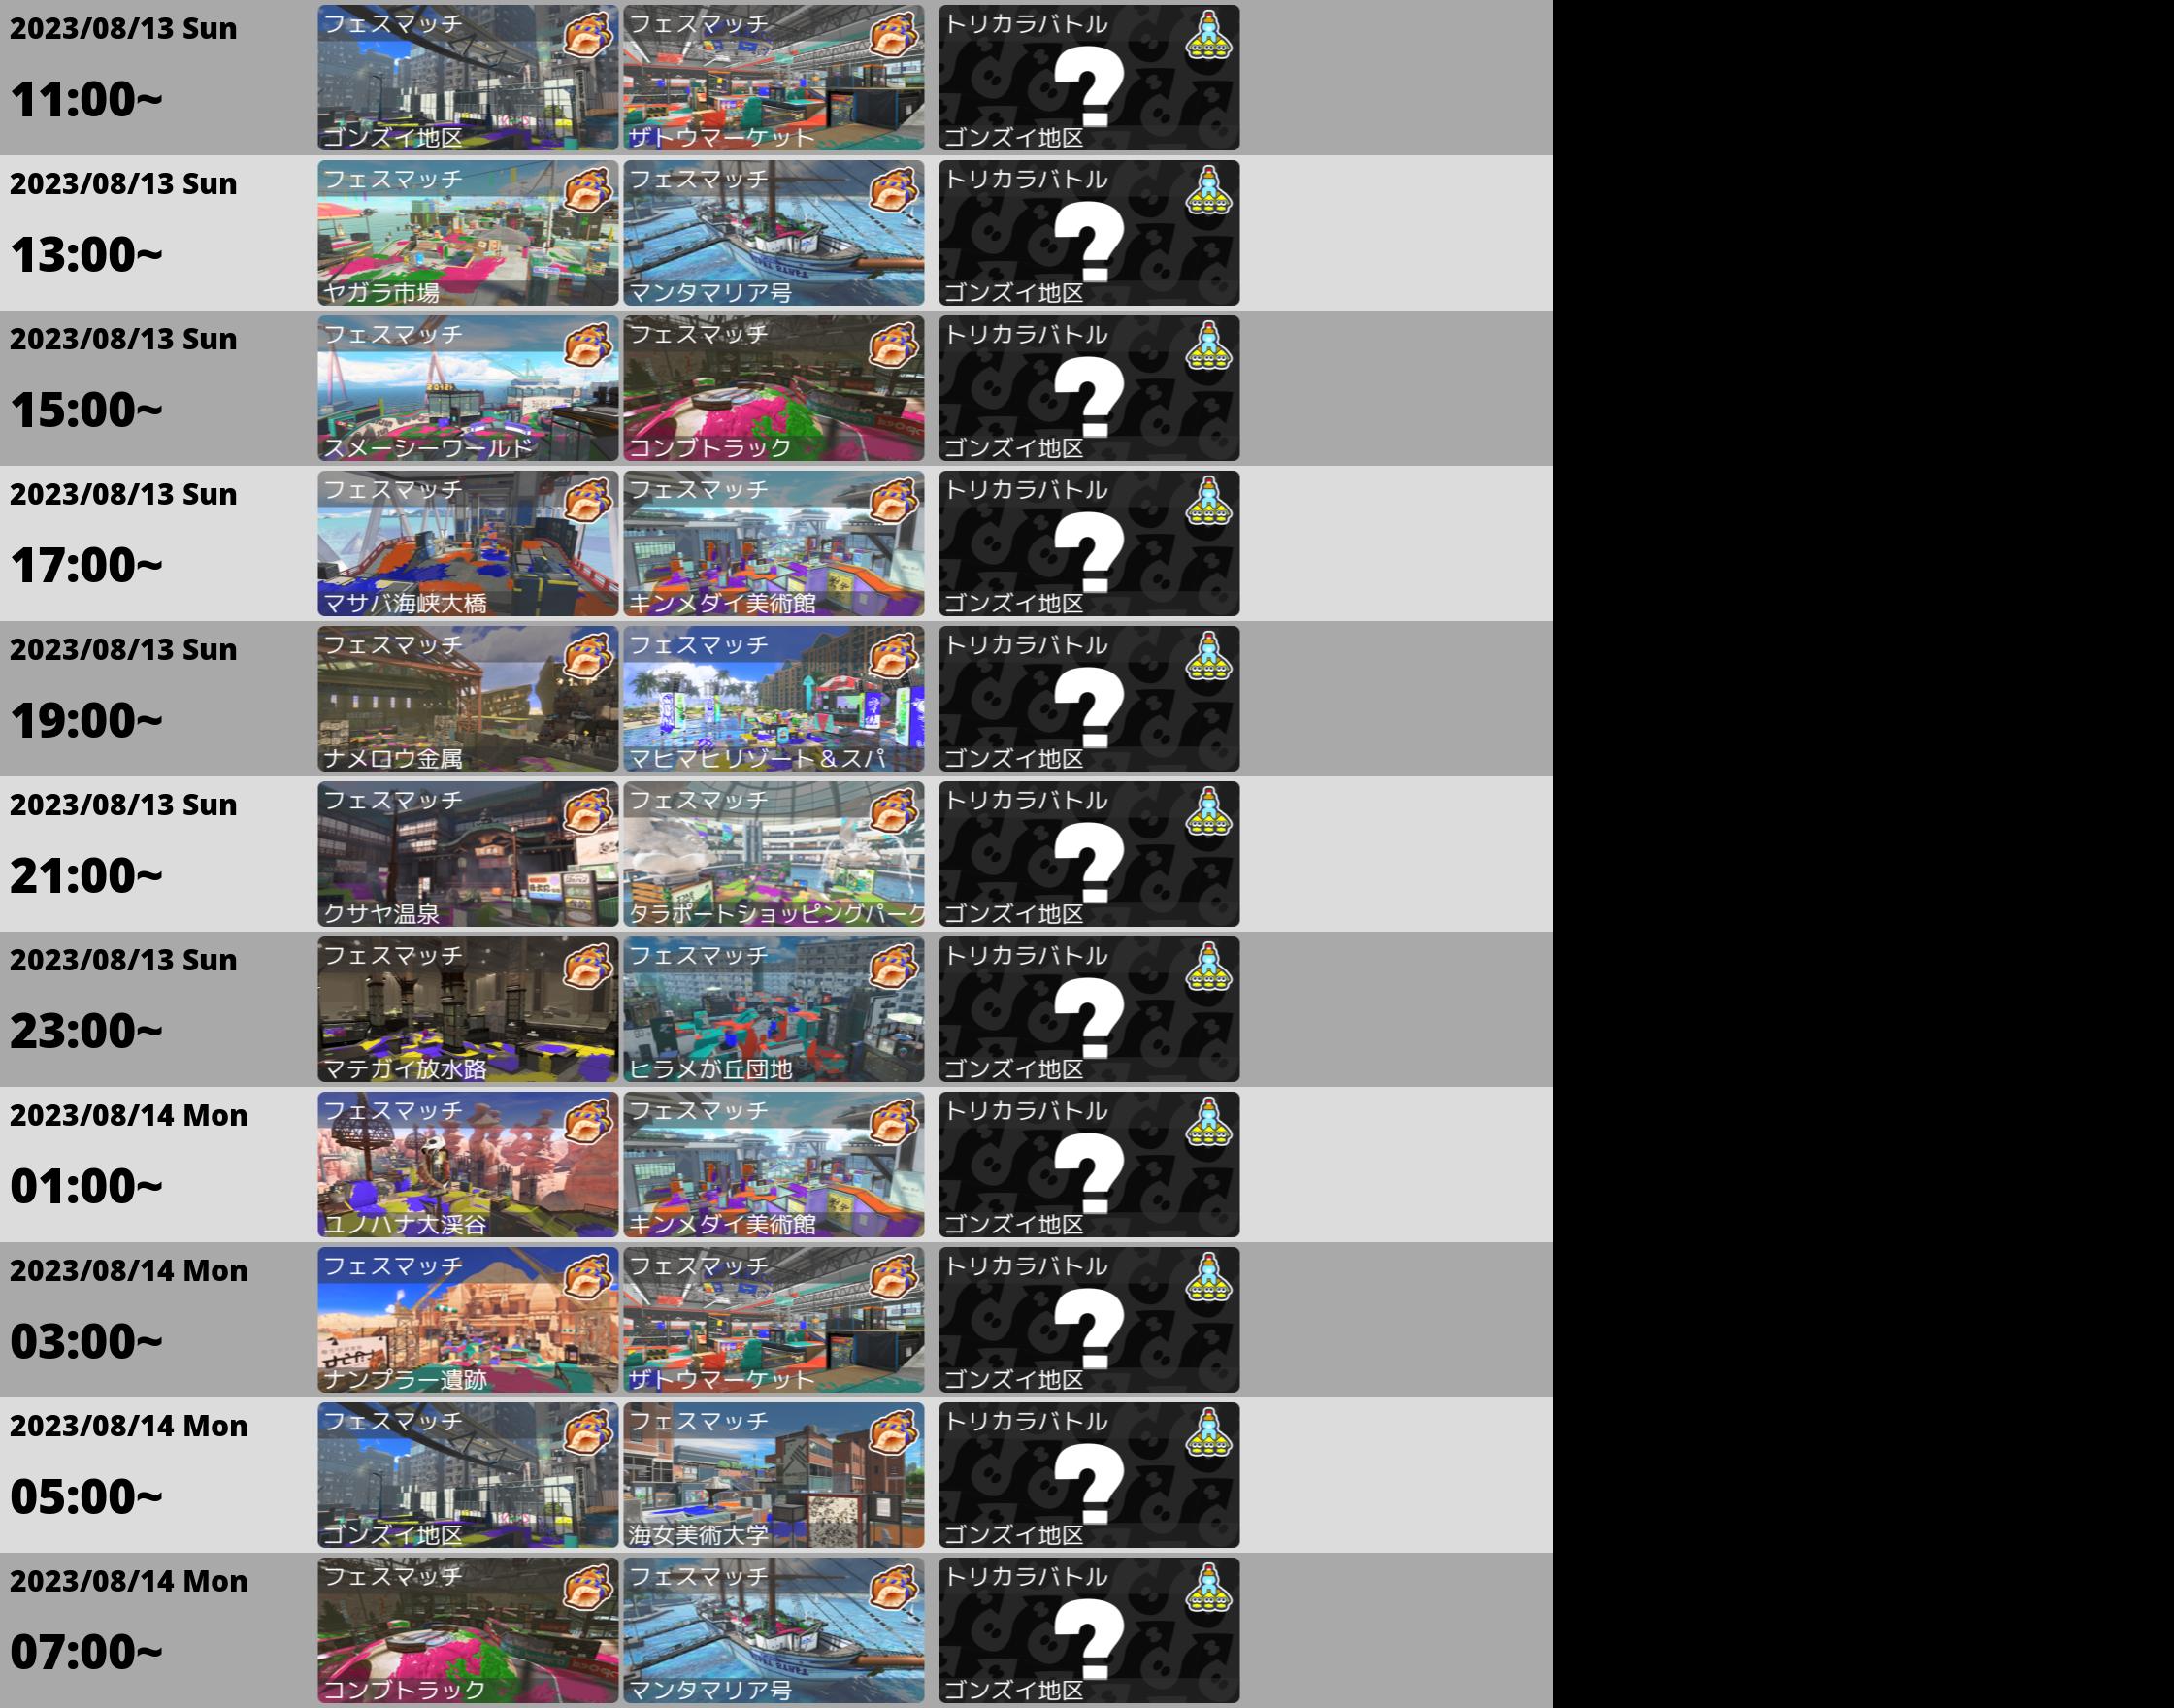 2023/08/13 Sun
11:00~
フェスマッチ
ゴンズイ地区
フェスマッチ
ザトウマーケット
トリカラバトル
?
ゴンズイ地区
2023/08/13 Sun
13:00~
フェスマッチ
ヤガラ市場
フェスマッチ
マンタマリア号
トリカラバトル
?
ゴンズイ地区
2023/08/13 Sun
15:00~
フェスマッチ
スメーシーワールド
フェスマッチ
コンブトラック
トリカラバトル
?
ゴンズイ地区
2023/08/13 Sun
17:00~
フェスマッチ
マサバ海峡大橋
フェスマッチ
キンメダイ美術館
トリカラバトル
?
ゴンズイ地区
2023/08/13 Sun
19:00~
フェスマッチ
ナメロウ金属
フェスマッチ
マヒマヒリゾート＆スパ
トリカラバトル
?
ゴンズイ地区
2023/08/13 Sun
21:00~
フェスマッチ
クサヤ温泉
フェスマッチ
タラポートショッピングパーク
トリカラバトル
?
ゴンズイ地区
2023/08/13 Sun
23:00~
フェスマッチ
マテガイ放水路
フェスマッチ
ヒラメが丘団地
トリカラバトル
?
ゴンズイ地区
2023/08/14 Mon
01:00~
フェスマッチ
ユノハナ大渓谷
フェスマッチ
キンメダイ美術館
トリカラバトル
?
ゴンズイ地区
2023/08/14 Mon
03:00~
フェスマッチ
ナンプラー遺跡
フェスマッチ
ザトウマーケット
トリカラバトル
?
ゴンズイ地区
2023/08/14 Mon
05:00~
フェスマッチ
ゴンズイ地区
フェスマッチ
海女美術大学
トリカラバトル
?
ゴンズイ地区
2023/08/14 Mon
07:00~
フェスマッチ
コンブトラック
フェスマッチ
マンタマリア号
トリカラバトル
?
ゴンズイ地区